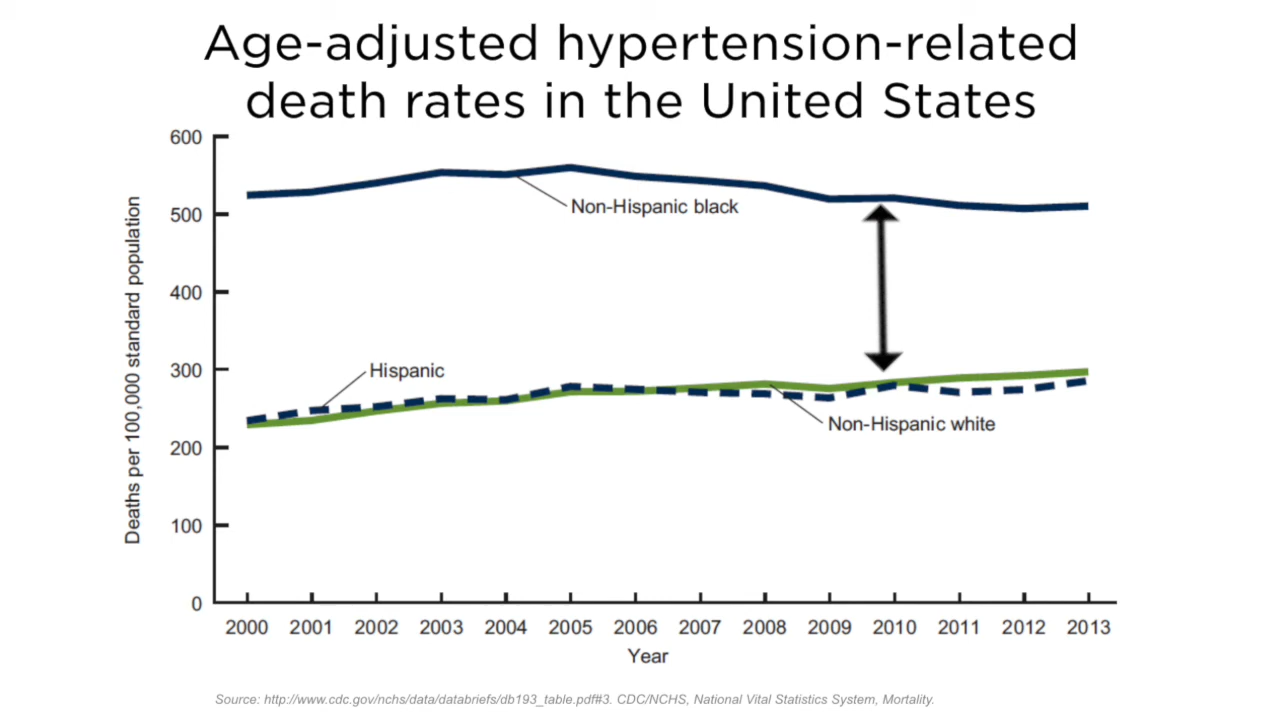 Age-adjusted hypertension-related
death rates in the United States
Deaths per 100,000 standard population
600
500
400
300
200
100
0
Non-Hispanic black
Hispanic
Non-Hispanic white
2000 2001 2002 2003 2004 2005 2006 2007 2008 2009 2010 2011 2012 2013
Year
Source: http://www.cdc.gov/nchs/data/databriefs/db193_table.pdf#3. CDC/NCHS, National Vital Statistics System, Mortality.